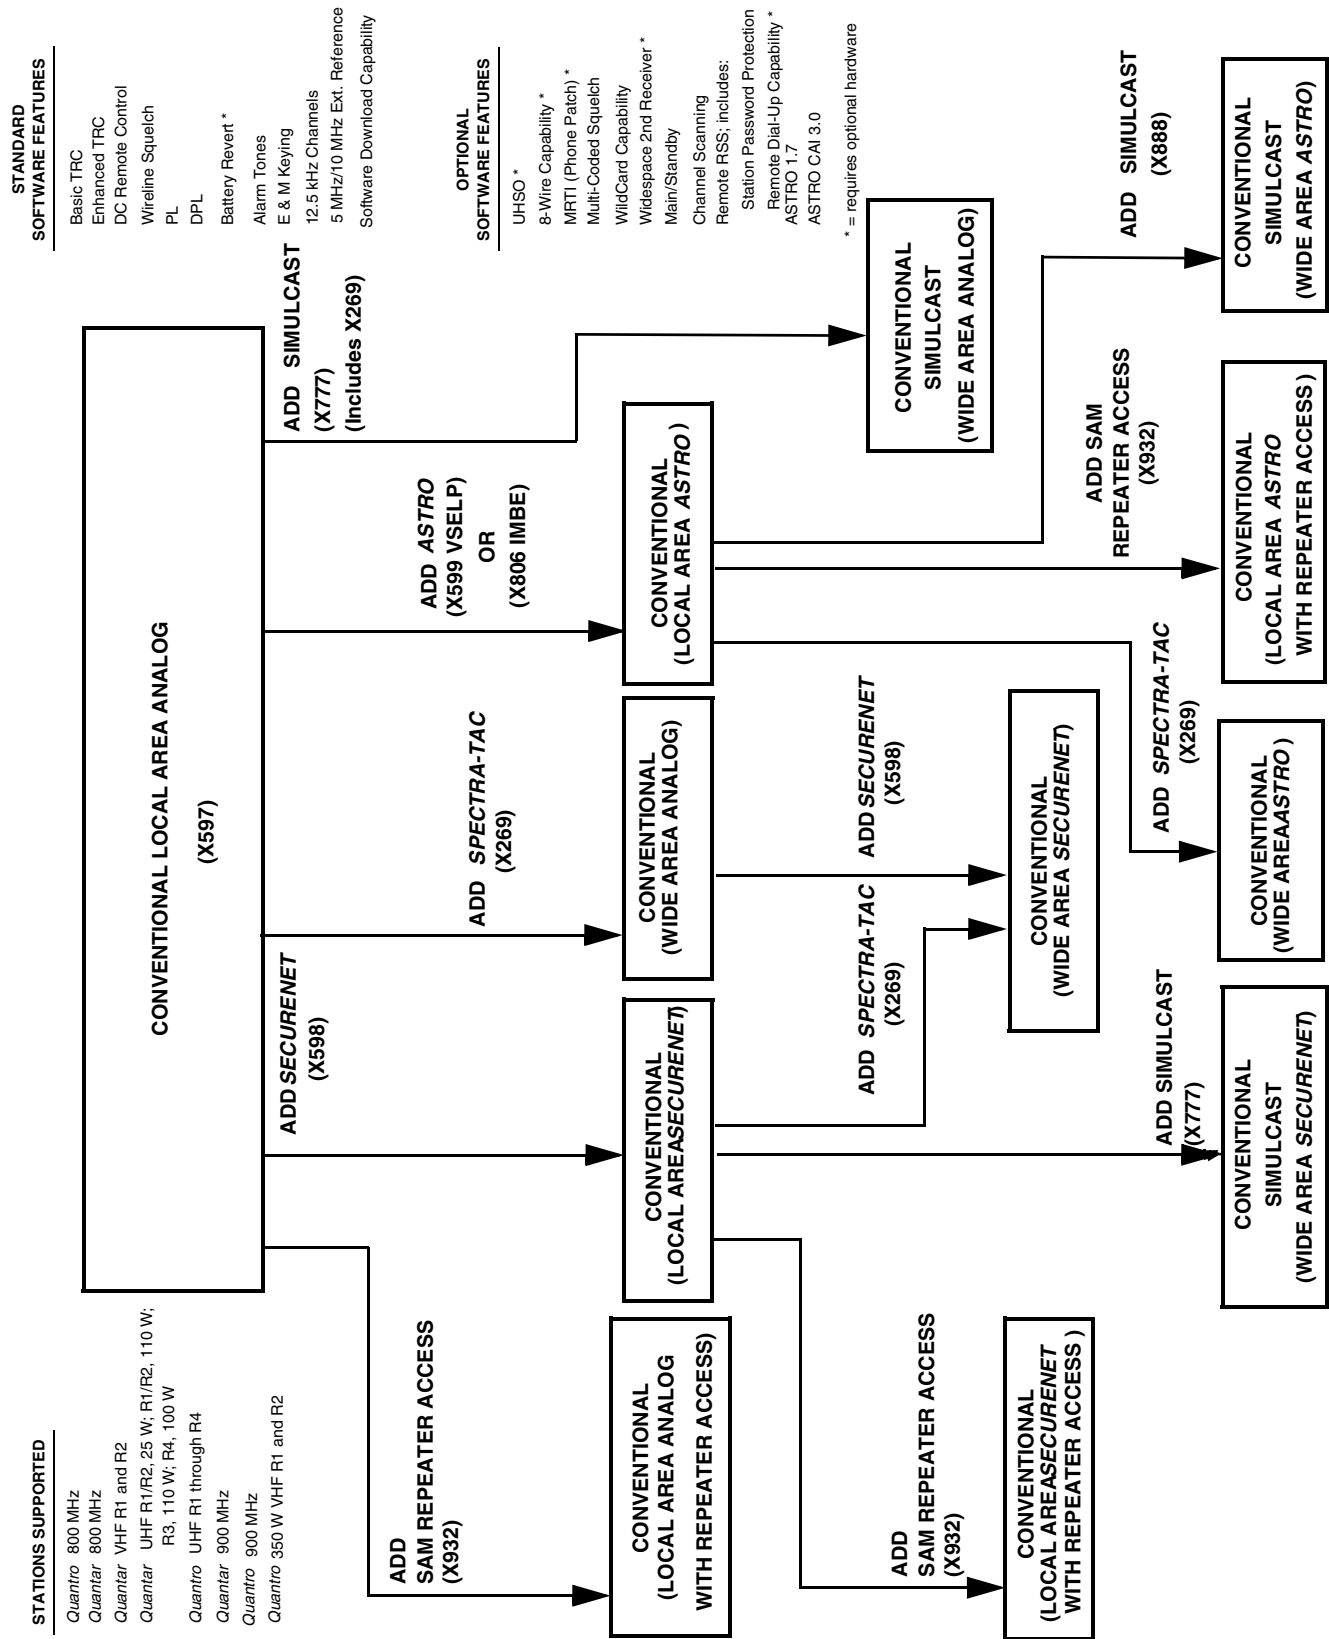 STATIONS SUPPORTED
Quantro 800 MHz
Quantar 800 MHz
Quantar VHF R1 and R2
Quantar UHF R1/R2, 25 W; R1/R2, 110 W;
R3, 110 W; R4, 100 W
Quantro UHF R1 through R4
Quantar 900 MHz
Quantro 900 MHz
Quantro 350 W VHF R1 and R2
CONVENTIONAL LOCAL AREA ANALOG
(X597)
STANDARD
SOFTWARE FEATURES
Basic TRC
Enhanced TRC
DC Remote Control
Wireline Squelch
PL
DPL
Battery Revert *
Alarm Tones
E & M Keying
12.5 kHz Channels
5 MHz/10 MHz Ext. Reference
Software Download Capability
OPTIONAL
SOFTWARE FEATURES
UHSO *
8-Wire Capability *
MRTI (Phone Patch) *
Multi-Coded Squelch
WildCard Capability
Widespace 2nd Receiver *
Main/Standby
Channel Scanning
Remote RSS; includes:
Station Password Protection
Remote Dial-Up Capability *
ASTRO 1.7
ASTRO CAI 3.0
* = requires optional hardware
ADD
SAM REPEATER ACCESS
(X932)
ADD SECURENET
(X598)
ADD SPECTRA-TAC
(X269)
ADD ASTRO
(X599 VSELP)
OR
(X806 IMBE)
ADD SIMULCAST
(X777)
(Includes X269)
CONVENTIONAL
(LOCAL AREA ANALOG
WITH REPEATER ACCESS)
CONVENTIONAL
(LOCAL AREA SECURENET)
CONVENTIONAL
(WIDE AREA ANALOG)
CONVENTIONAL
(LOCAL AREA ASTRO )
CONVENTIONAL
SIMULCAST
(WIDE AREA ANALOG)
ADD
SAM REPEATER ACCESS
(X932)
ADD SPECTRA-TAC
(X269)
ADD SECURENET
(X598)
CONVENTIONAL
(LOCAL AREA SECURENET
WITH REPEATER ACCESS )
CONVENTIONAL
(WIDE AREA SECURENET)
ADD SIMULCAST
(X777)
ADD SPECTRA-TAC
(X269)
ADD SAM
REPEATER ACCESS
(X932)
ADD SIMULCAST
(X888)
CONVENTIONAL
SIMULCAST
(WIDE AREA SECURENET)
CONVENTIONAL
(WIDE AREA ASTRO )
CONVENTIONAL
(LOCAL AREA ASTRO
WITH REPEATER ACCESS )
CONVENTIONAL
SIMULCAST
(WIDE AREA ASTRO)